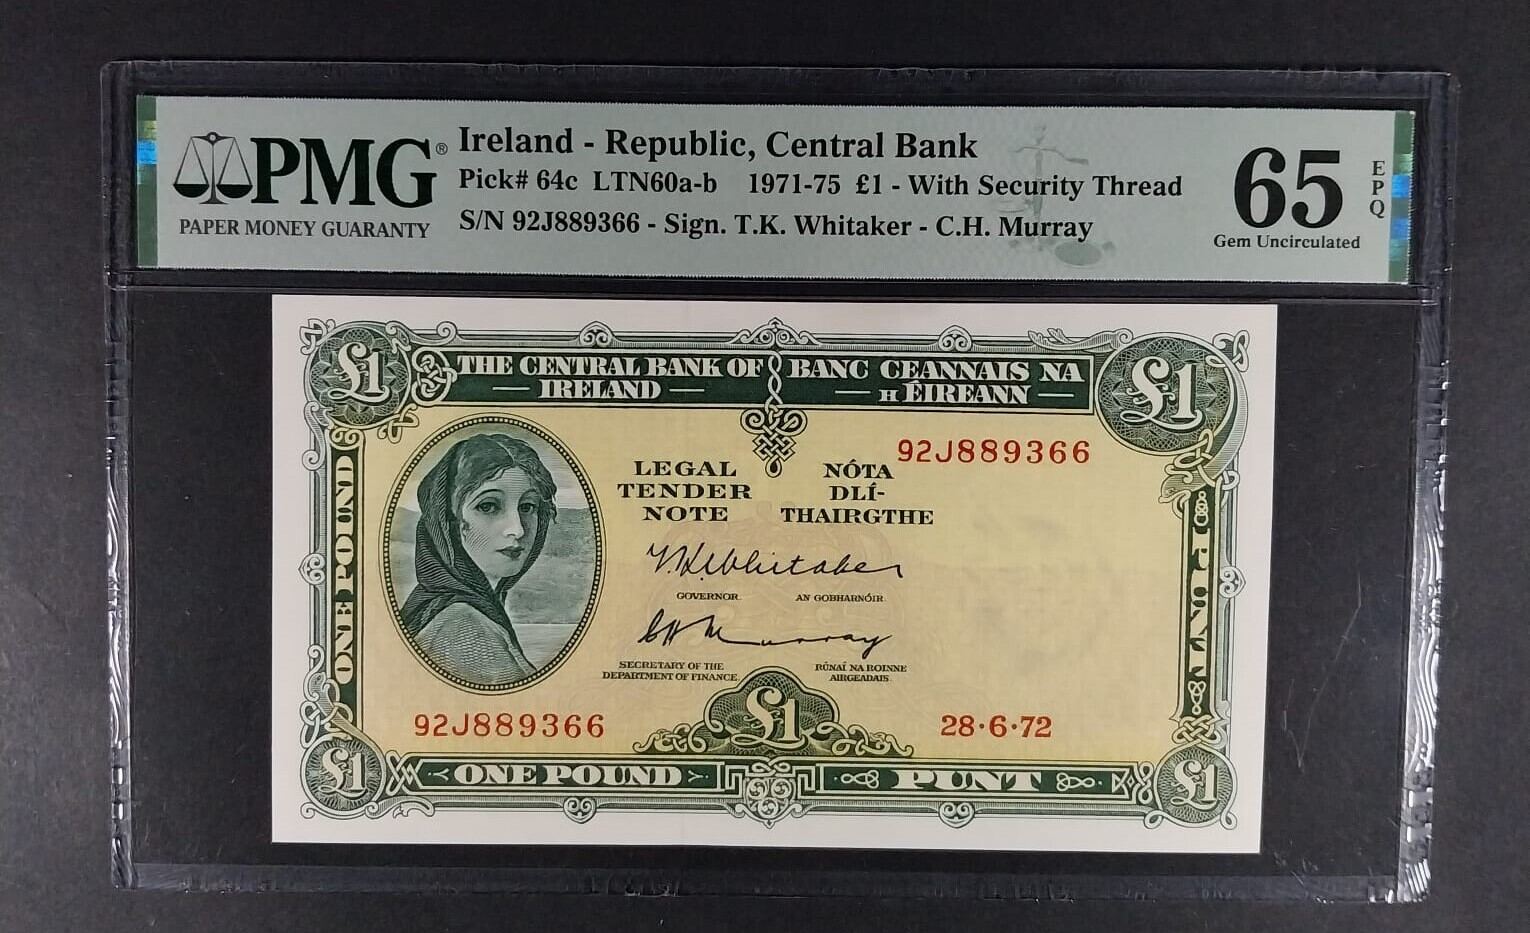 PMG®
PAPER MONEY GUARANTY
Ireland - Republic, Central Bank
Pick# 64c LTN60a-b 1971-75 £1 - With Security Thread
S/N 92J889366 - Sign. T.K. Whitaker - C.H. Murray
65
EPQ
Gem Uncirculated
£1
THE CENTRAL BANK OF
IRELAND
BANC CEANNAIS NA
H ÉIREANN
£1
92J889366
LEGAL
TENDER
NOTE
NÓTA
DLÍ-
THAIRGTHE
ONE POUND
PUNT
T.K. Whitaker
GOVERNOR. AN GOBHARNÓIR.
C H Murray
SECRETARY OF THE
DEPARTMENT OF FINANCE.
RÚNAÍ NA ROINNE
AIRGEADAIS.
92J889366
£1
28·6·72
£1
ONE POUND
PUNT
£1